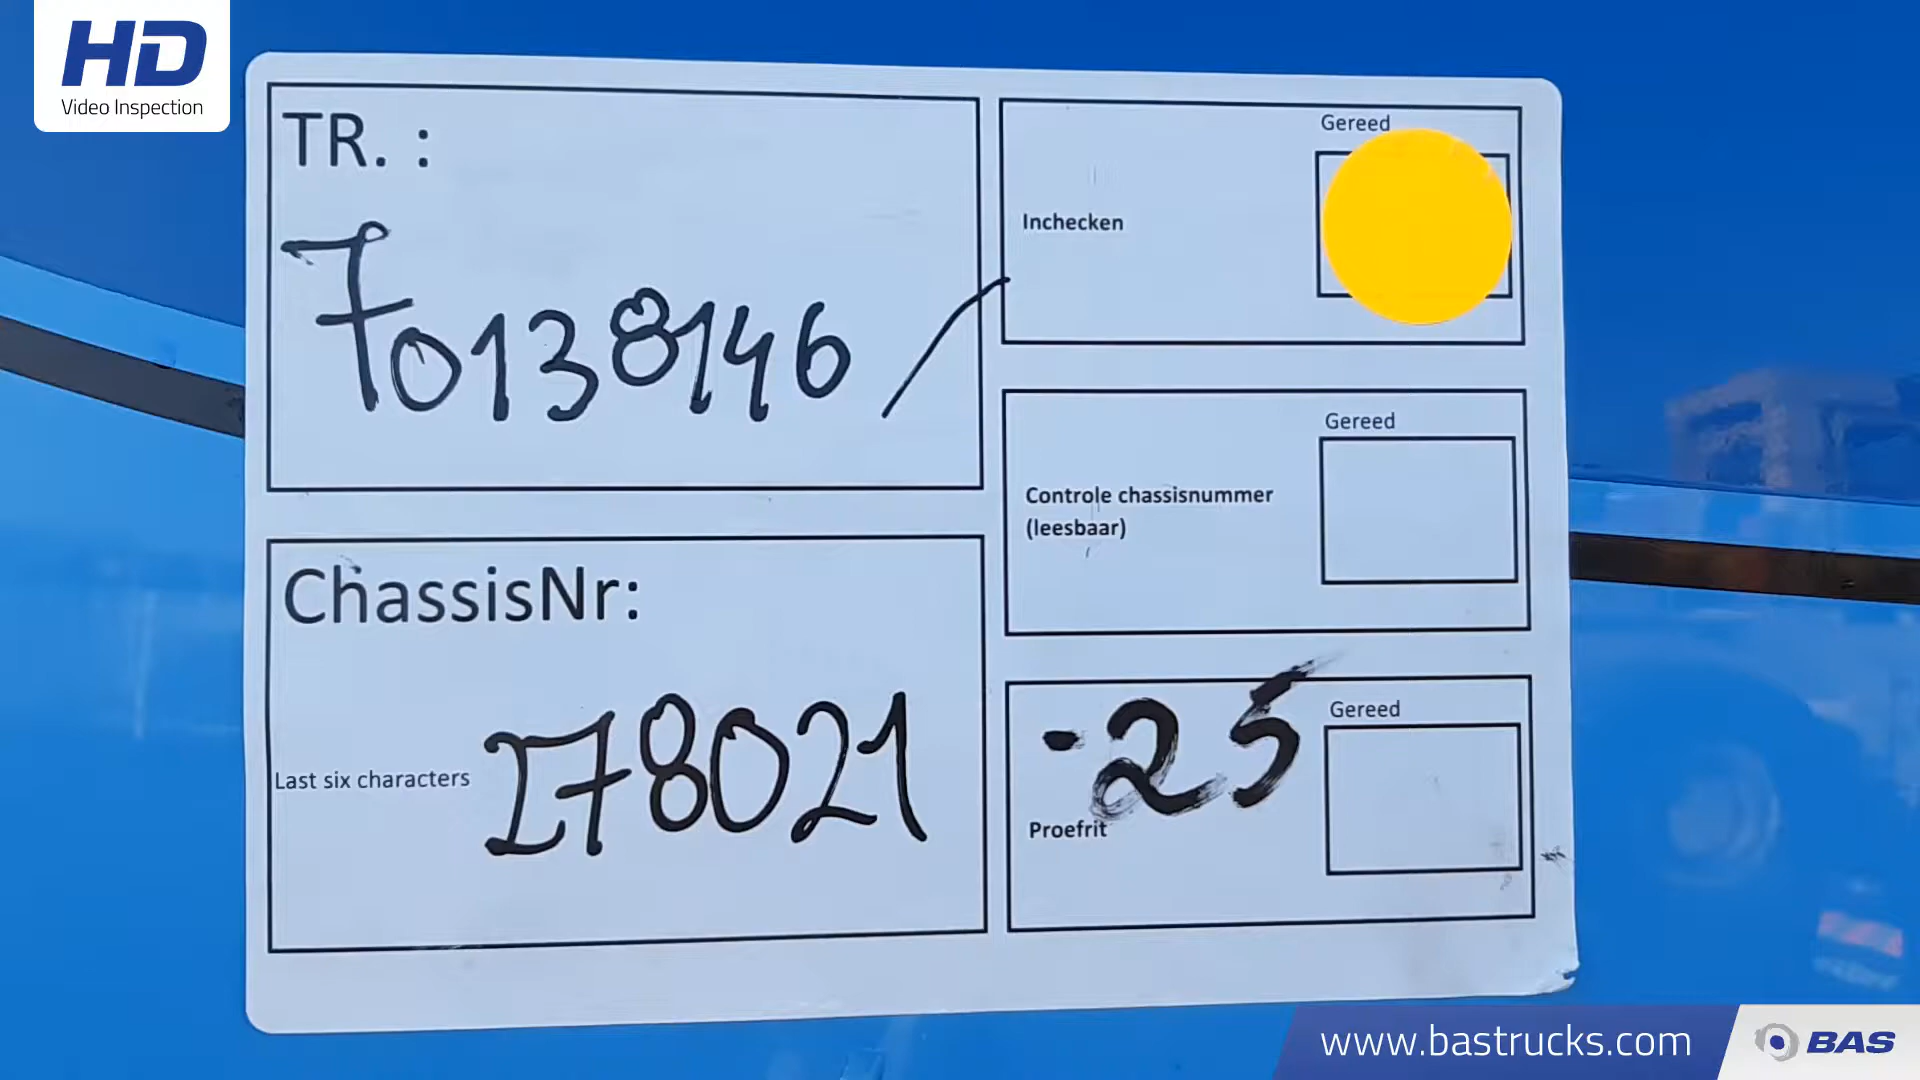 HD
Video Inspection
TR. :
70138146 /
ChassisNr:
Last six characters
I78021
Gereed
Inchecken
Gereed
Controle chassisnummer
(leesbaar)
-25
Gereed
Proefrit
www.bastrucks.com
BAS